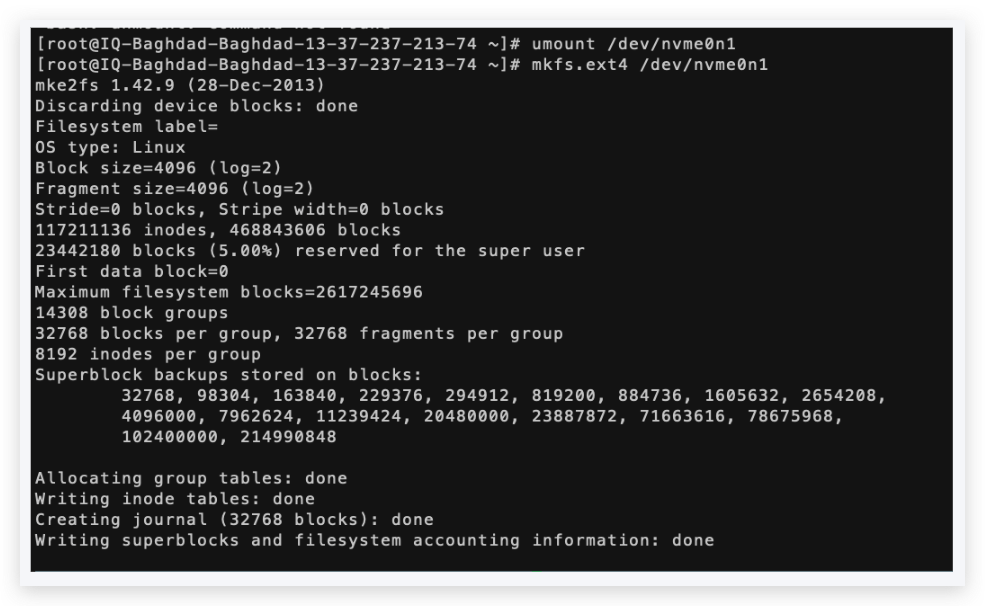 [root@IQ-Baghdad-Baghdad-13-37-237-213-74 ~]# umount /dev/nvme0n1
[root@IQ-Baghdad-Baghdad-13-37-237-213-74 ~]# mkfs.ext4 /dev/nvme0n1
mke2fs 1.42.9 (28-Dec-2013)
Discarding device blocks: done
Filesystem label=
OS type: Linux
Block size=4096 (log=2)
Fragment size=4096 (log=2)
Stride=0 blocks, Stripe width=0 blocks
117211136 inodes, 468843606 blocks
23442180 blocks (5.00%) reserved for the super user
First data block=0
Maximum filesystem blocks=2617245696
14308 block groups
32768 blocks per group, 32768 fragments per group
8192 inodes per group
Superblock backups stored on blocks:
32768, 98304, 163840, 229376, 294912, 819200, 884736, 1605632, 2654208,
4096000, 7962624, 11239424, 20480000, 23887872, 71663616, 78675968,
102400000, 214990848
Allocating group tables: done
Writing inode tables: done
Creating journal (32768 blocks): done
Writing superblocks and filesystem accounting information: done